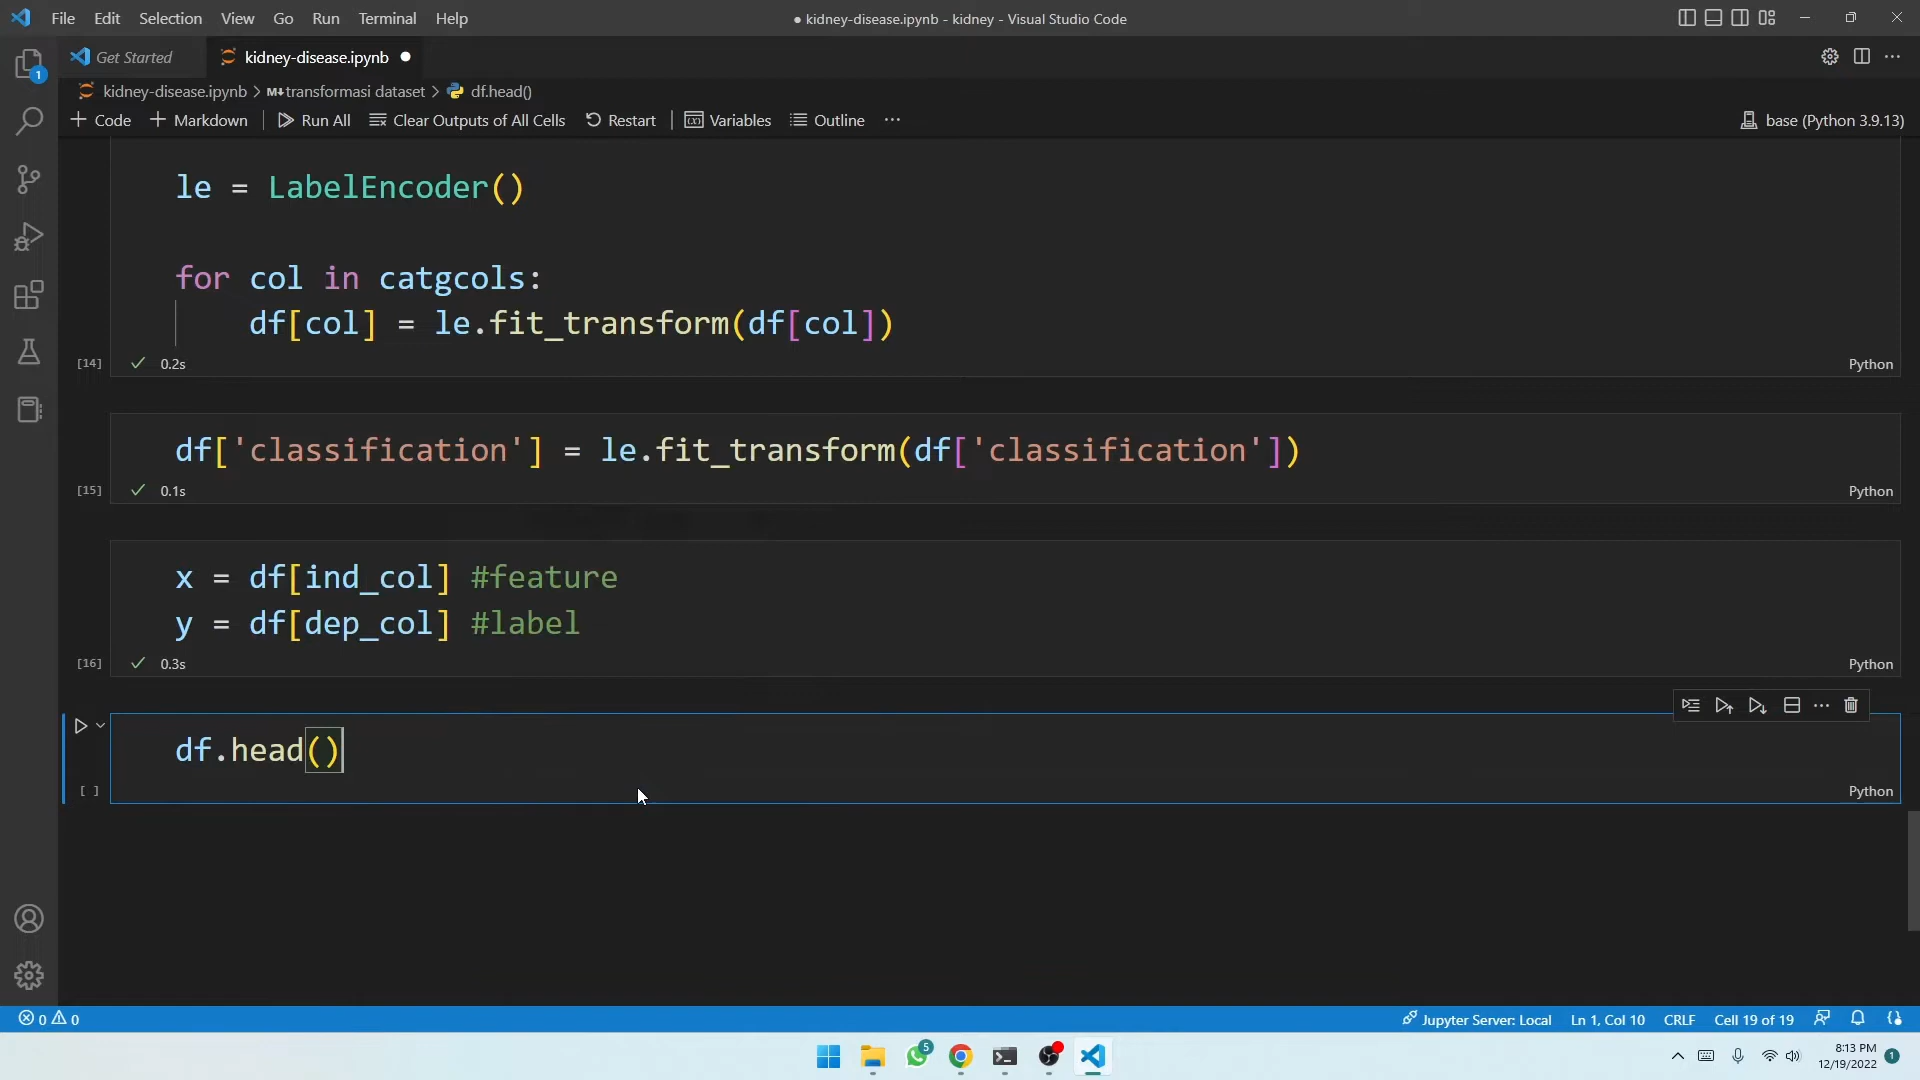 File Edit Selection View Go Run Terminal Help
● kidney-disease.ipynb - kidney - Visual Studio Code
1
Get Started
kidney-disease.ipynb ●
kidney-disease.ipynb > M↓transformasi dataset > df.head()
+ Code + Markdown Run All Clear Outputs of All Cells Restart Variables Outline ...
base (Python 3.9.13)
le = LabelEncoder()
for col in catgcols:
df[col] = le.fit_transform(df[col])
[14] ✓ 0.2s Python
df['classification'] = le.fit_transform(df['classification'])
[15] ✓ 0.1s Python
x = df[ind_col] #feature
y = df[dep_col] #label
[16] ✓ 0.3s Python
df.head()
[ ] Python
0 0
Jupyter Server: Local Ln 1, Col 10 CRLF Cell 19 of 19
5
8:13 PM
12/19/2022
1